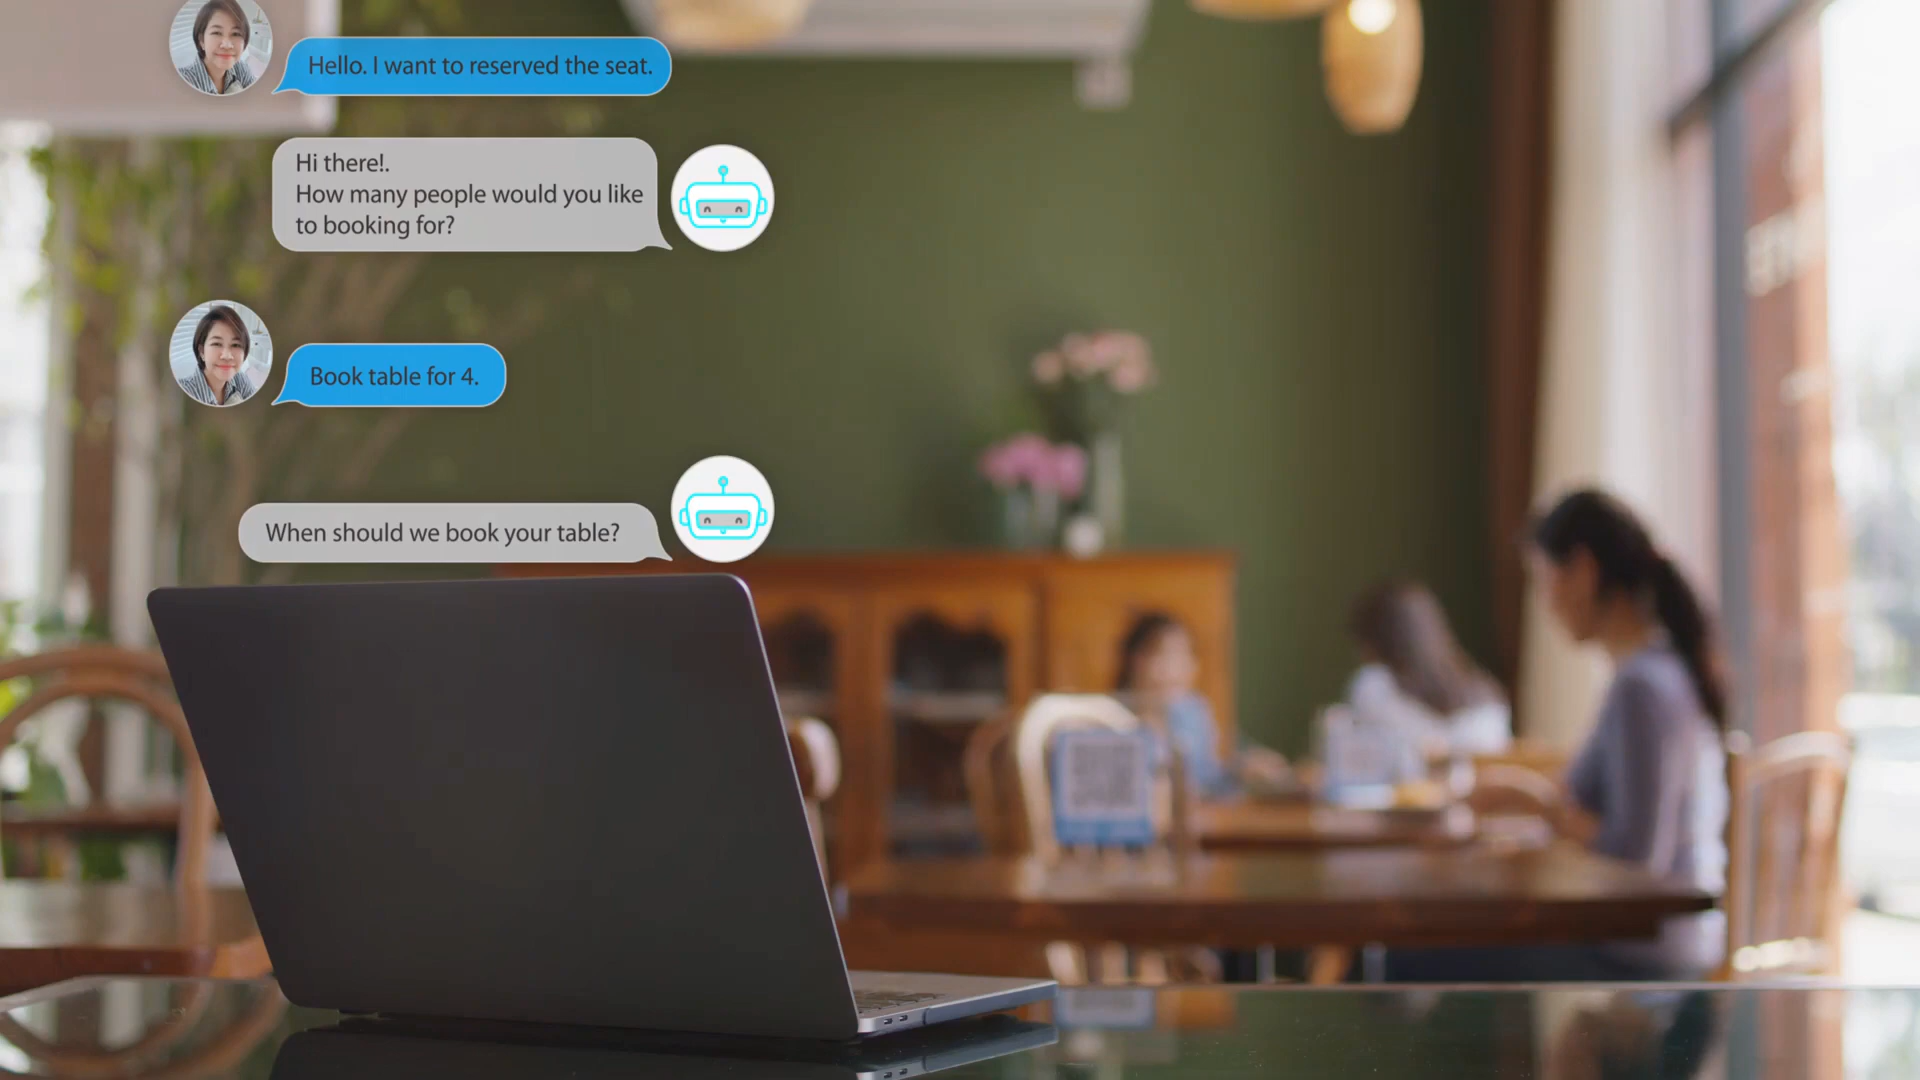 Hello. I want to reserved the seat.
Hi there!.
How many people would you like
to booking for?
Book table for 4.
When should we book your table?